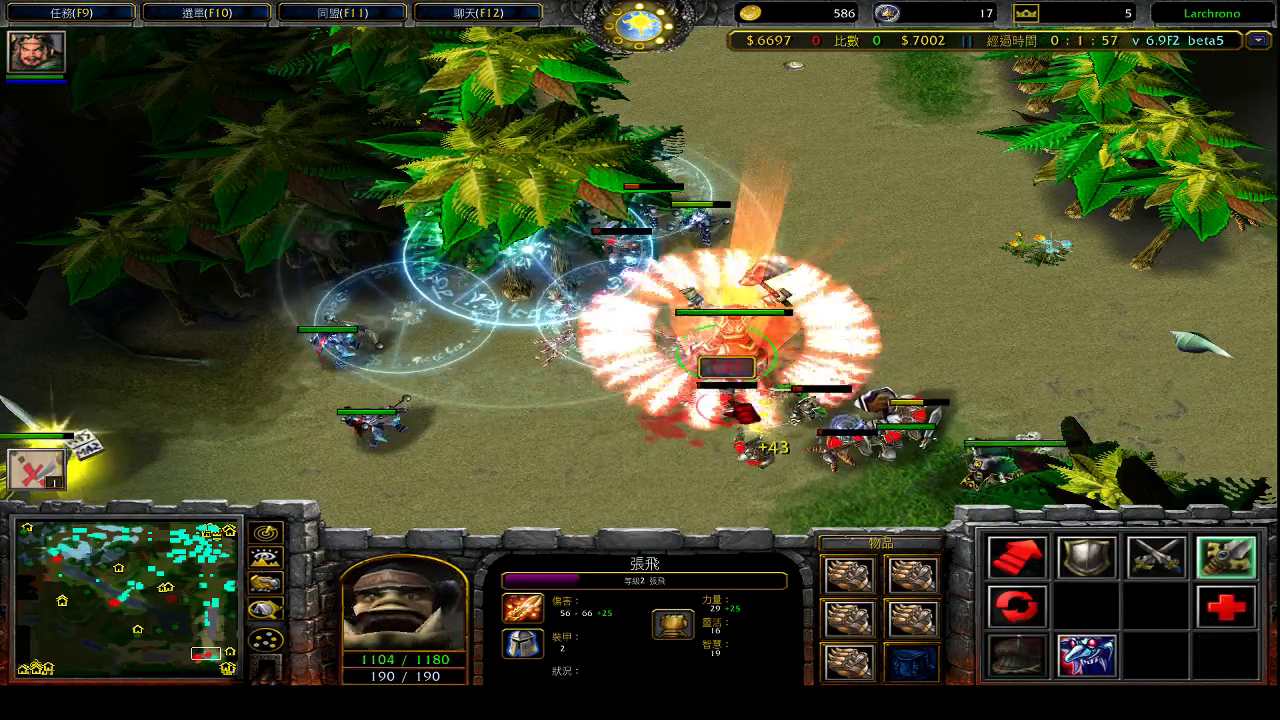 任務(F9) 選單(F10) 同盟(F11) 聊天(F12) 586 17 5 Larchrono
$6697 0 比數 0 $7002 || 經過時間 0 : 1 : 57 v 6.9F2 beta5
+43
1
物品
張飛
等級2 張飛
傷害：
56 - 66 +25
裝甲：
2
狀況：
力量：
29 +25
靈活：
16
智慧：
19
1104 / 1180
190 / 190